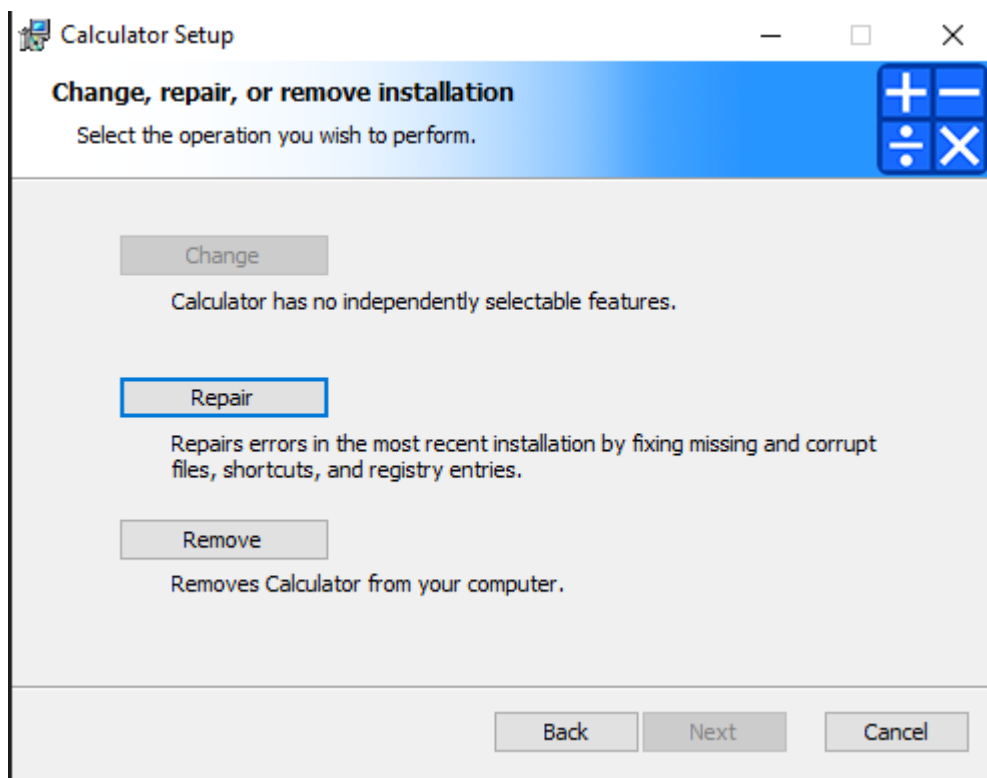 Calculator Setup
Change, repair, or remove installation
Select the operation you wish to perform.
Change
Calculator has no independently selectable features.
Repair
Repairs errors in the most recent installation by fixing missing and corrupt
files, shortcuts, and registry entries.
Remove
Removes Calculator from your computer.
Back Next Cancel